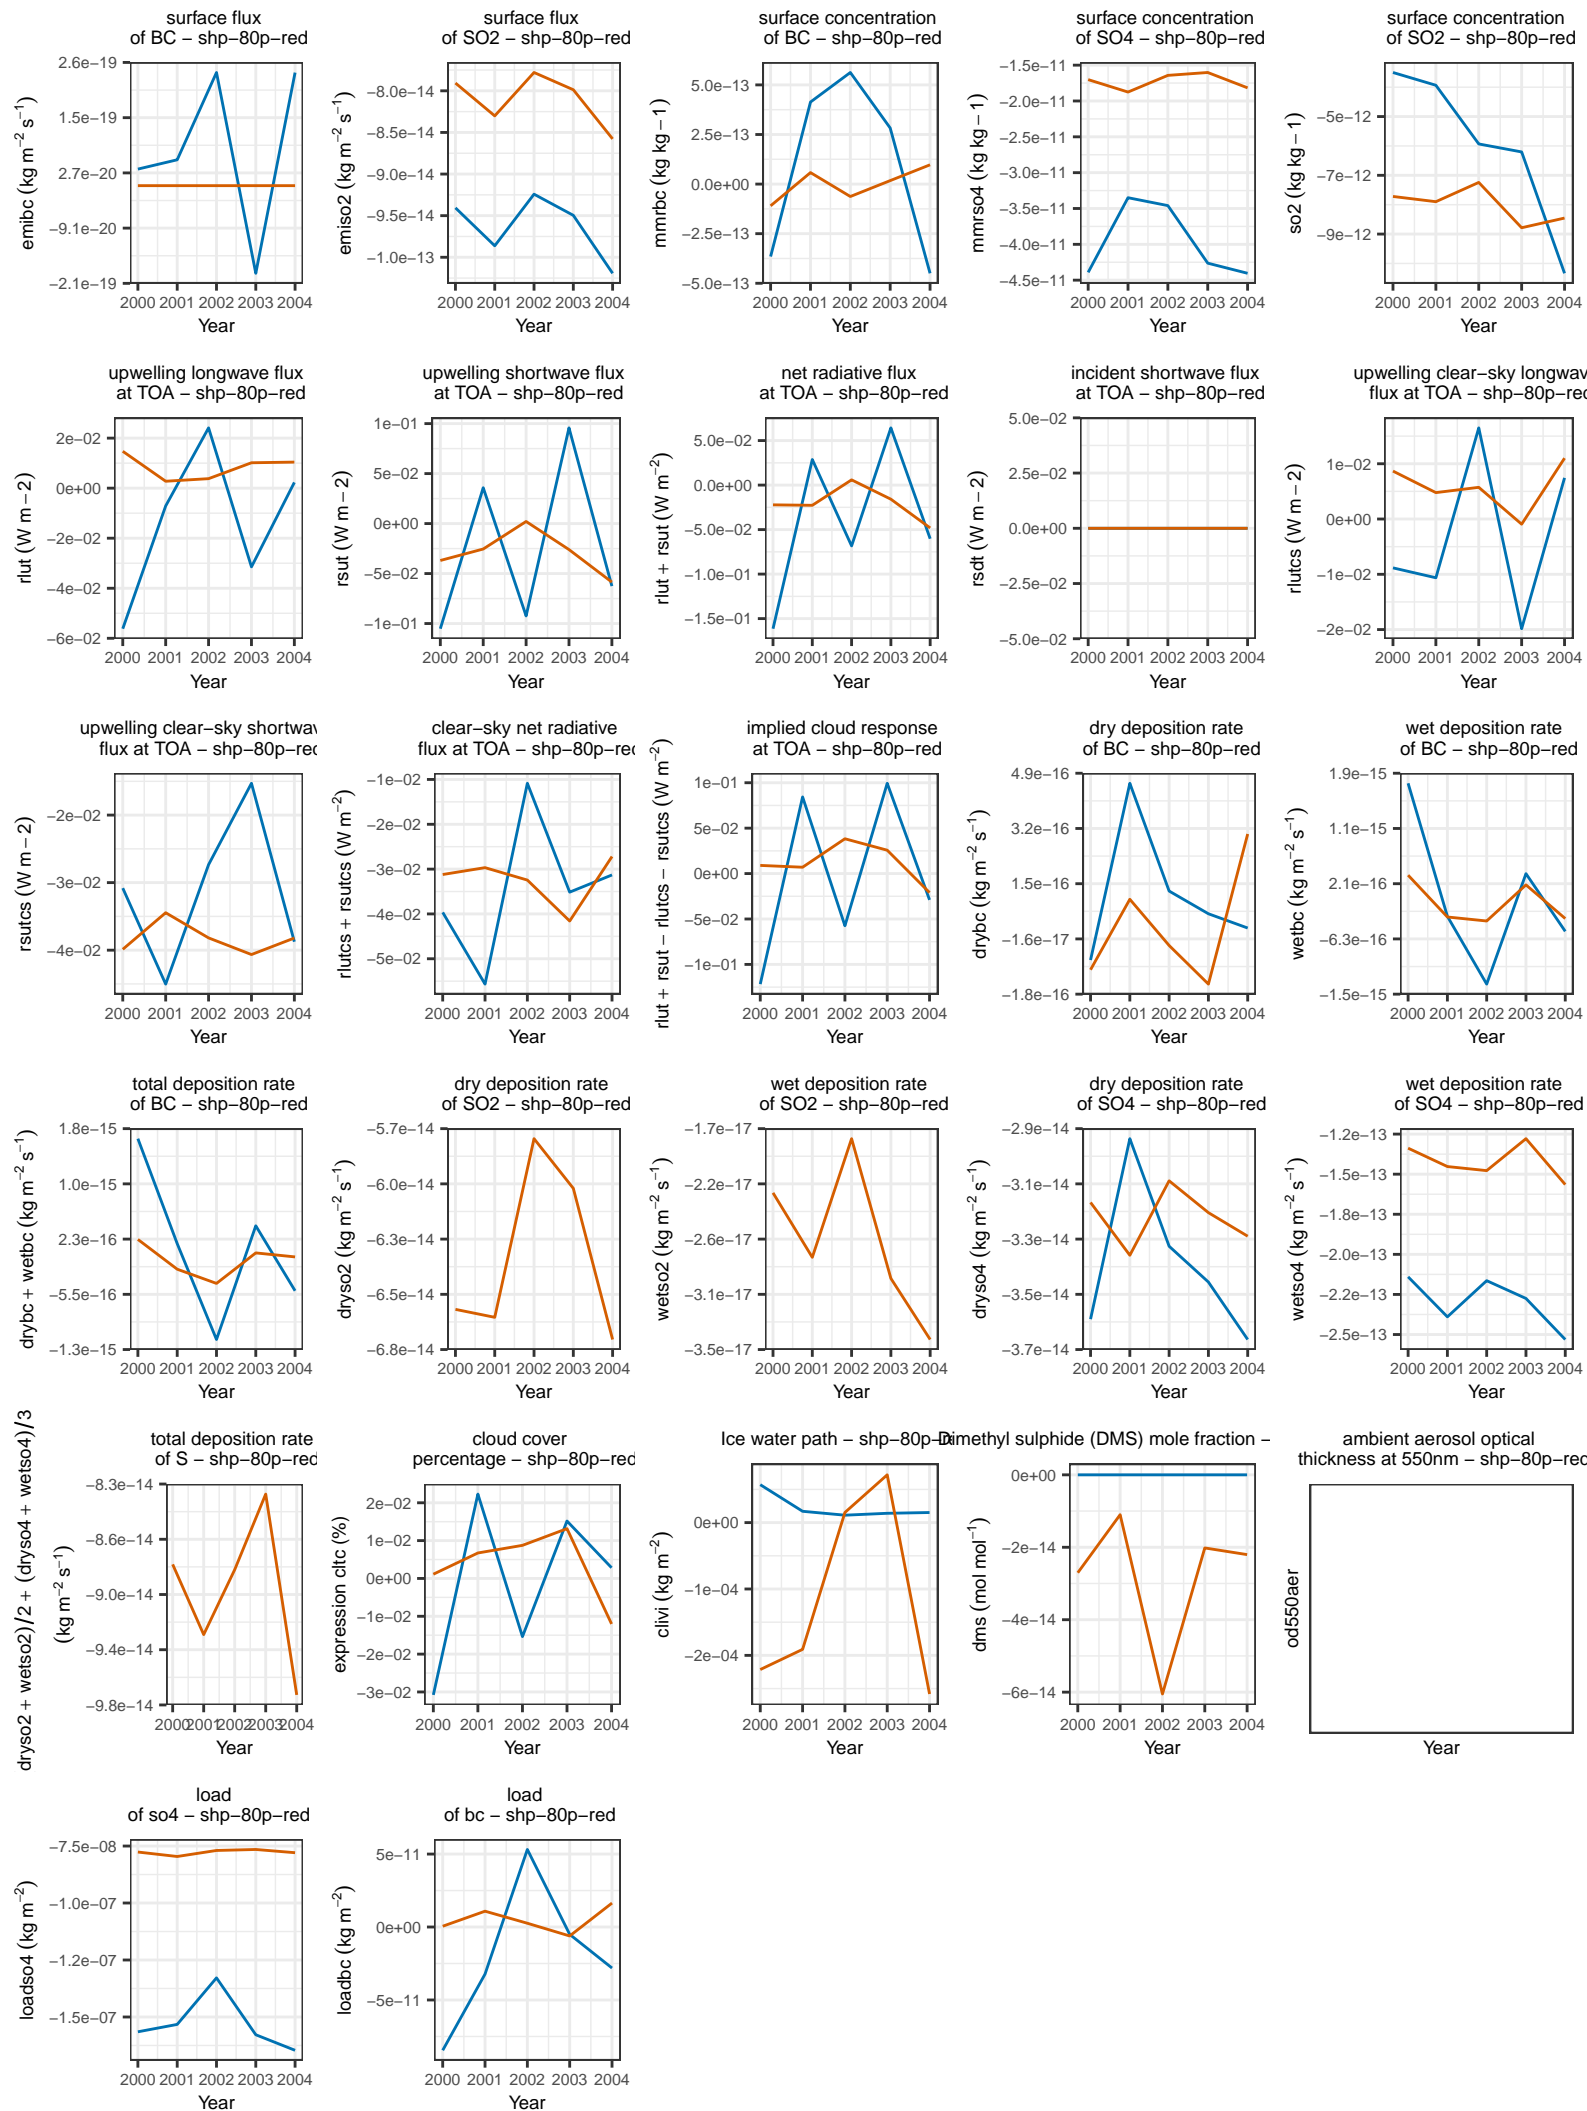 surface flux
of BC − shp−80p−red
emibc (kg m−2 s−1)
2.6e−19
1.5e−19
2.7e−20
−9.1e−20
−2.1e−19
2000 2001 2002 2003 2004
Year
surface flux
of SO2 − shp−80p−red
emiso2 (kg m−2 s−1)
−8.0e−14
−8.5e−14
−9.0e−14
−9.5e−14
−1.0e−13
2000 2001 2002 2003 2004
Year
surface concentration
of BC − shp−80p−red
mmrbc (kg kg − 1)
5.0e−13
2.5e−13
0.0e+00
−2.5e−13
−5.0e−13
2000 2001 2002 2003 2004
Year
surface concentration
of SO4 − shp−80p−red
mmrso4 (kg kg − 1)
−1.5e−11
−2.0e−11
−2.5e−11
−3.0e−11
−3.5e−11
−4.0e−11
−4.5e−11
2000 2001 2002 2003 2004
Year
surface concentration
of SO2 − shp−80p−red
so2 (kg kg − 1)
−5e−12
−7e−12
−9e−12
2000 2001 2002 2003 2004
Year
upwelling longwave flux
at TOA − shp−80p−red
rlut (W m − 2)
2e−02
0e+00
−2e−02
−4e−02
−6e−02
2000 2001 2002 2003 2004
Year
upwelling shortwave flux
at TOA − shp−80p−red
rsut (W m − 2)
1e−01
5e−02
0e+00
−5e−02
−1e−01
2000 2001 2002 2003 2004
Year
net radiative flux
at TOA − shp−80p−red
rlut + rsut (W m−2)
5.0e−02
0.0e+00
−5.0e−02
−1.0e−01
−1.5e−01
2000 2001 2002 2003 2004
Year
incident shortwave flux
at TOA − shp−80p−red
rsdt (W m − 2)
5.0e−02
2.5e−02
0.0e+00
−2.5e−02
−5.0e−02
2000 2001 2002 2003 2004
Year
upwelling clear−sky longwav
flux at TOA − shp−80p−red
rlutcs (W m − 2)
1e−02
0e+00
−1e−02
−2e−02
2000 2001 2002 2003 2004
Year
upwelling clear−sky shortwav
flux at TOA − shp−80p−red
rsutcs (W m − 2)
−2e−02
−3e−02
−4e−02
2000 2001 2002 2003 2004
Year
clear−sky net radiative
flux at TOA − shp−80p−red
rlutcs + rsutcs (W m−2)
−1e−02
−2e−02
−3e−02
−4e−02
−5e−02
2000 2001 2002 2003 2004
Year
implied cloud response
at TOA − shp−80p−red
rlut + rsut − rlutcs − rsutcs (W m−2)
1e−01
5e−02
0e+00
−5e−02
−1e−01
2000 2001 2002 2003 2004
Year
dry deposition rate
of BC − shp−80p−red
drybc (kg m−2 s−1)
4.9e−16
3.2e−16
1.5e−16
−1.6e−17
−1.8e−16
2000 2001 2002 2003 2004
Year
wet deposition rate
of BC − shp−80p−red
wetbc (kg m−2 s−1)
1.9e−15
1.1e−15
2.1e−16
−6.3e−16
−1.5e−15
2000 2001 2002 2003 2004
Year
total deposition rate
of BC − shp−80p−red
drybc + wetbc (kg m−2 s−1)
1.8e−15
1.0e−15
2.3e−16
−5.5e−16
−1.3e−15
2000 2001 2002 2003 2004
Year
dry deposition rate
of SO2 − shp−80p−red
dryso2 (kg m−2 s−1)
−5.7e−14
−6.0e−14
−6.3e−14
−6.5e−14
−6.8e−14
2000 2001 2002 2003 2004
Year
wet deposition rate
of SO2 − shp−80p−red
wetso2 (kg m−2 s−1)
−1.7e−17
−2.2e−17
−2.6e−17
−3.1e−17
−3.5e−17
2000 2001 2002 2003 2004
Year
dry deposition rate
of SO4 − shp−80p−red
dryso4 (kg m−2 s−1)
−2.9e−14
−3.1e−14
−3.3e−14
−3.5e−14
−3.7e−14
2000 2001 2002 2003 2004
Year
wet deposition rate
of SO4 − shp−80p−red
wetso4 (kg m−2 s−1)
−1.2e−13
−1.5e−13
−1.8e−13
−2.0e−13
−2.2e−13
−2.5e−13
2000 2001 2002 2003 2004
Year
total deposition rate
of S − shp−80p−red
dryso2 + wetso2)/2 + (dryso4 + wetso4)/3
(kg m−2 s−1)
−8.3e−14
−8.6e−14
−9.0e−14
−9.4e−14
−9.8e−14
2000 2001 2002 2003 2004
Year
cloud cover
percentage − shp−80p−red
expression cltc (%)
2e−02
1e−02
0e+00
−1e−02
−2e−02
−3e−02
2000 2001 2002 2003 2004
Year
Ice water path − shp−80p−
clivi (kg m−2)
0e+00
−1e−04
−2e−04
2000 2001 2002 2003 2004
Year
Dimethyl sulphide (DMS) mole fraction −
dms (mol mol−1)
0e+00
−2e−14
−4e−14
−6e−14
2000 2001 2002 2003 2004
Year
ambient aerosol optical
thickness at 550nm − shp−80p−red
od550aer
Year
load
of so4 − shp−80p−red
loadso4 (kg m−2)
−7.5e−08
−1.0e−07
−1.2e−07
−1.5e−07
2000 2001 2002 2003 2004
Year
load
of bc − shp−80p−red
loadbc (kg m−2)
5e−11
0e+00
−5e−11
2000 2001 2002 2003 2004
Year